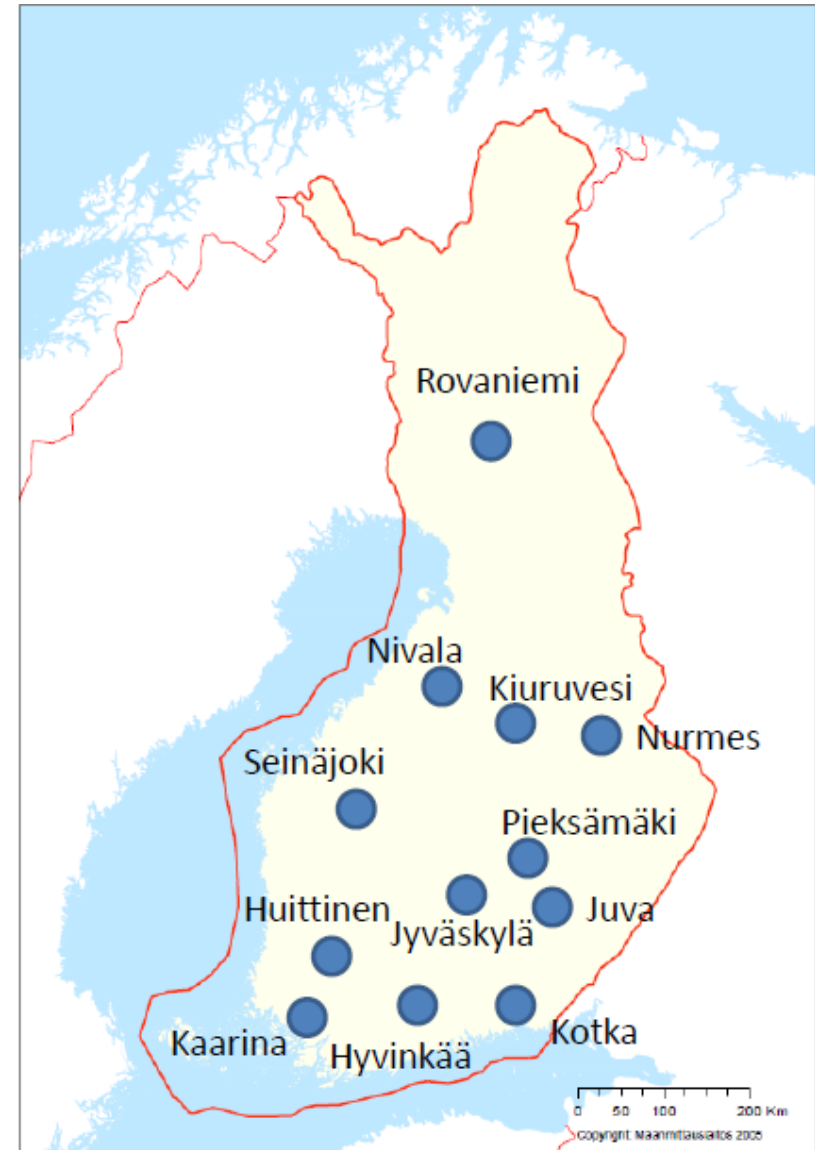 Rovaniemi
Nivala
Kiuruvesi
Nurmes
Seinäjoki
Pieksämäki
Huittinen
Jyväskylä
Juva
Kaarina
Hyvinkää
Kotka
0 50 100 200 Km
Copyright: Maanmittauslaitos 2005